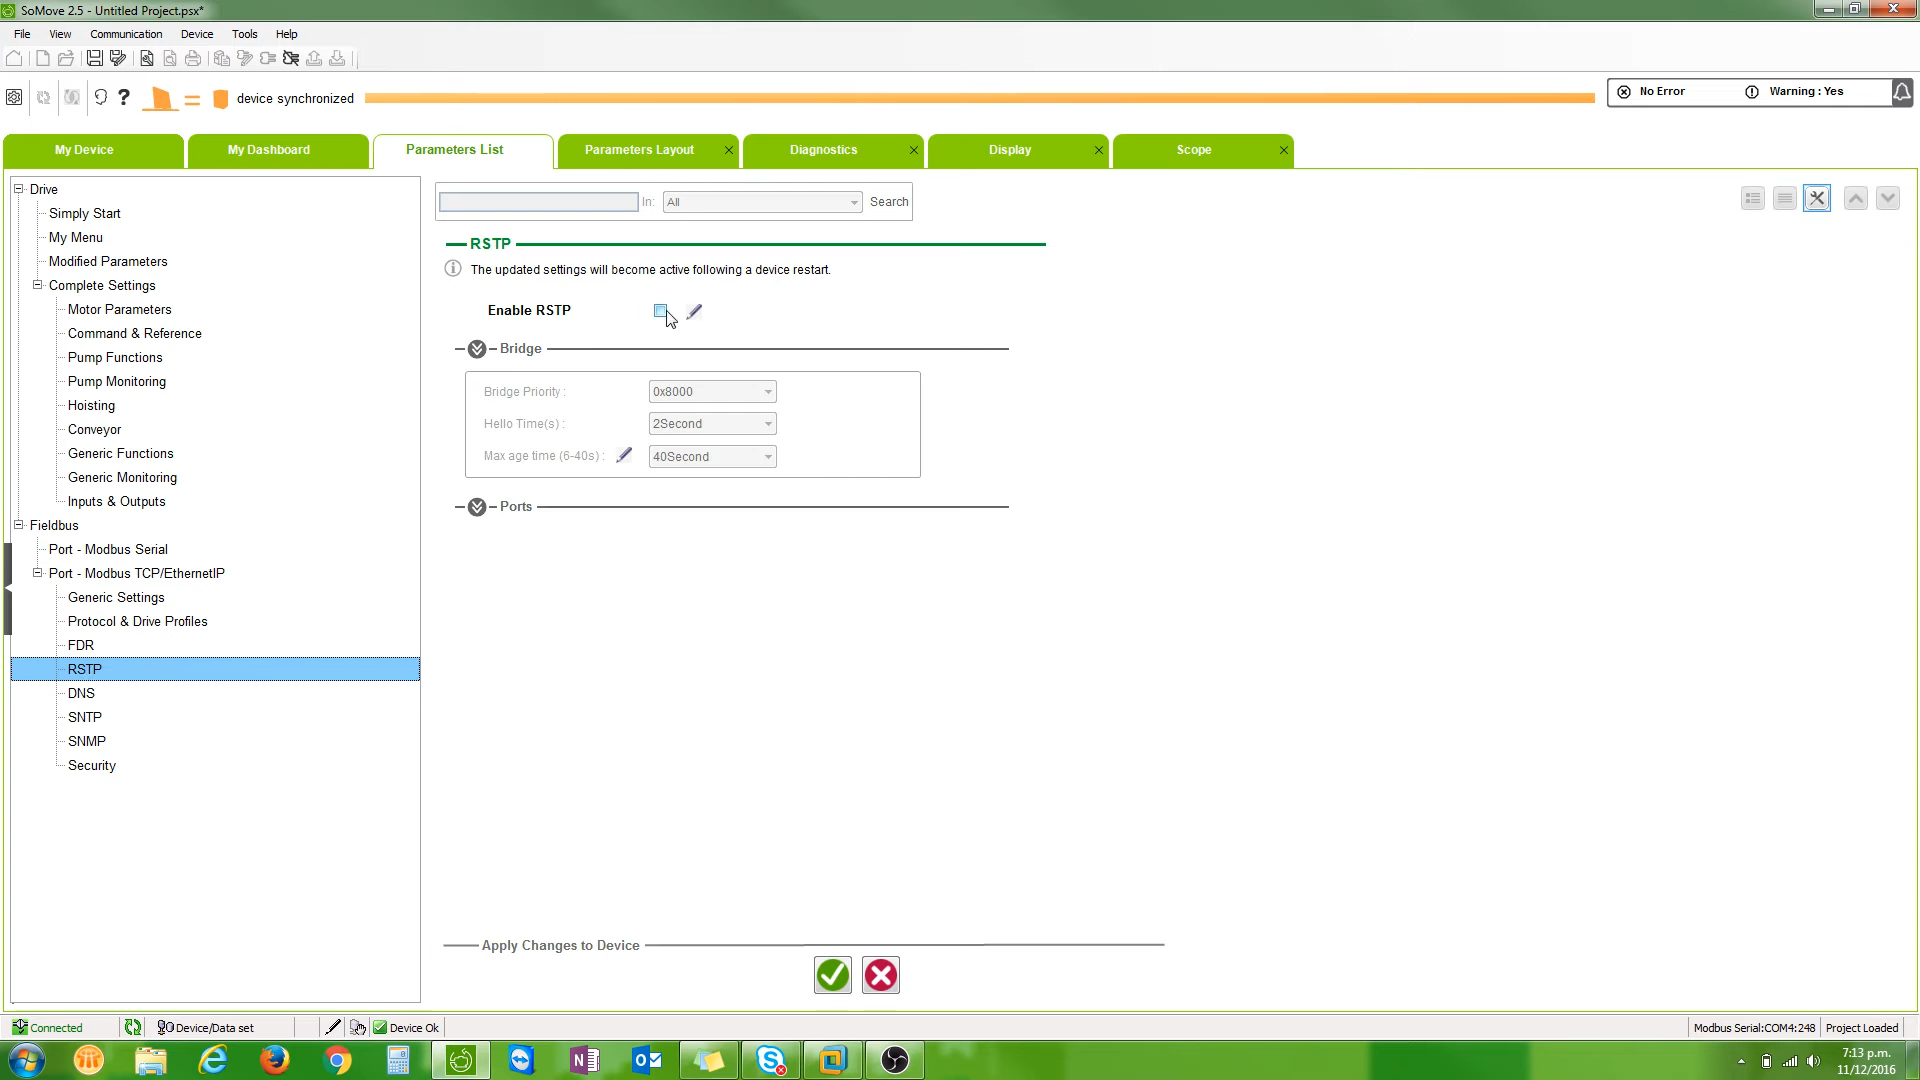 SoMove 2.5 - Untitled Project.psx*
File View Communication Device Tools Help
device synchronized
No Error Warning : Yes
My Device My Dashboard Parameters List Parameters Layout Diagnostics Display Scope
Drive
Simply Start
My Menu
Modified Parameters
Complete Settings
Motor Parameters
Command & Reference
Pump Functions
Pump Monitoring
Hoisting
Conveyor
Generic Functions
Generic Monitoring
Inputs & Outputs
Fieldbus
Port - Modbus Serial
Port - Modbus TCP/EthernetIP
Generic Settings
Protocol & Drive Profiles
FDR
RSTP
DNS
SNTP
SNMP
Security
In: All Search
RSTP
The updated settings will become active following a device restart.
Enable RSTP
Bridge
Bridge Priority : 0x8000
Hello Time(s) : 2Second
Max age time (6-40s) : 40Second
Ports
Apply Changes to Device
Connected Device/Data set Device Ok Modbus Serial:COM4:248 Project Loaded
7:13 p.m.
11/12/2016